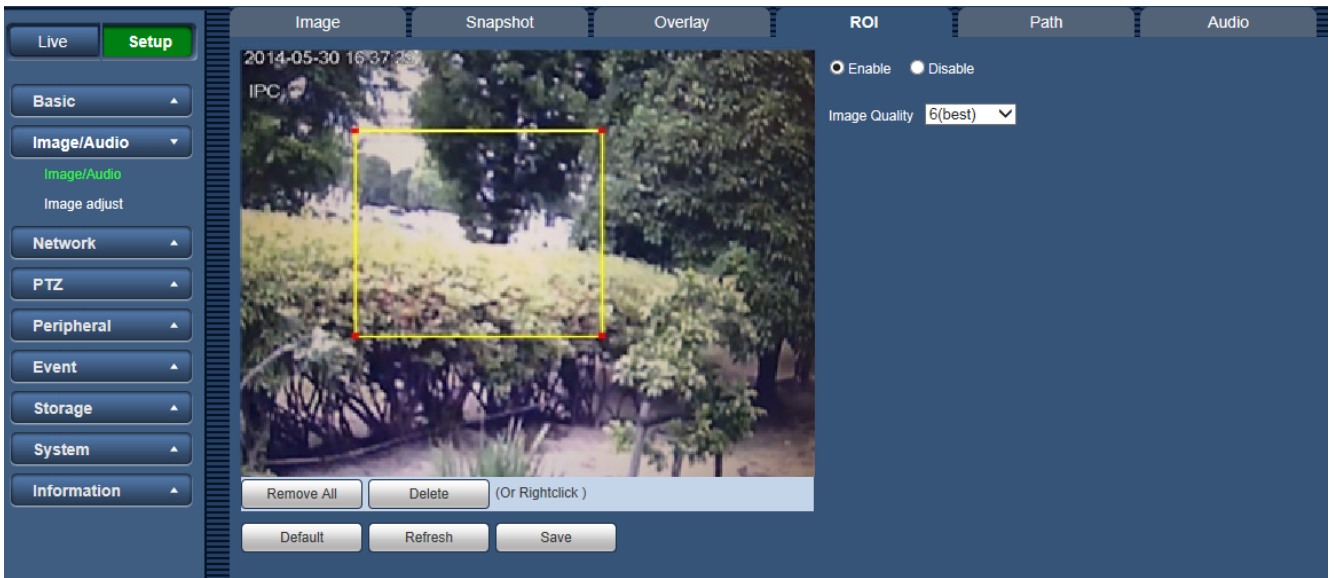 Image Snapshot Overlay ROI Path Audio
Live Setup
Basic
Image/Audio
Image/Audio
Image adjust
Network
PTZ
Peripheral
Event
Storage
System
Information
2014-05-30 16:37:
IPC
Enable Disable
Image Quality 6(best)
Remove All Delete (Or Rightclick )
Default Refresh Save